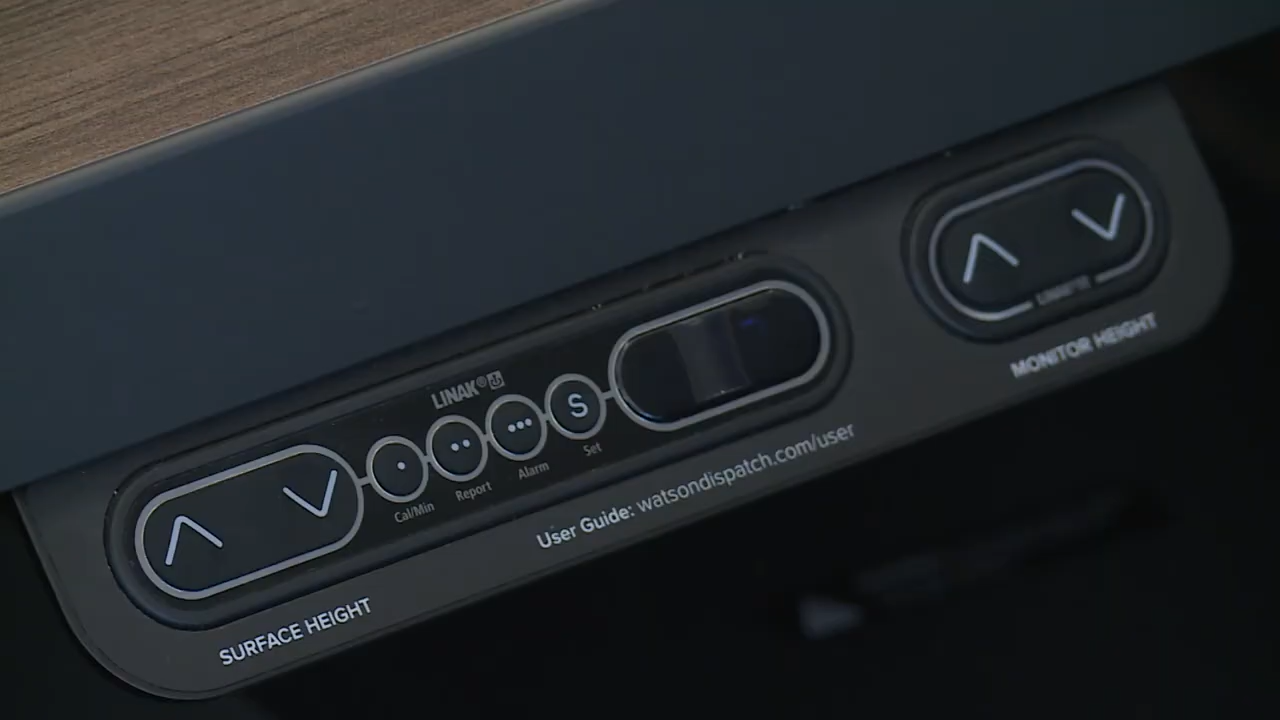 LINAK®
S
Cal/Min
Report
Alarm
Set
User Guide: watsondispatch.com/user
SURFACE HEIGHT
MONITOR HEIGHT